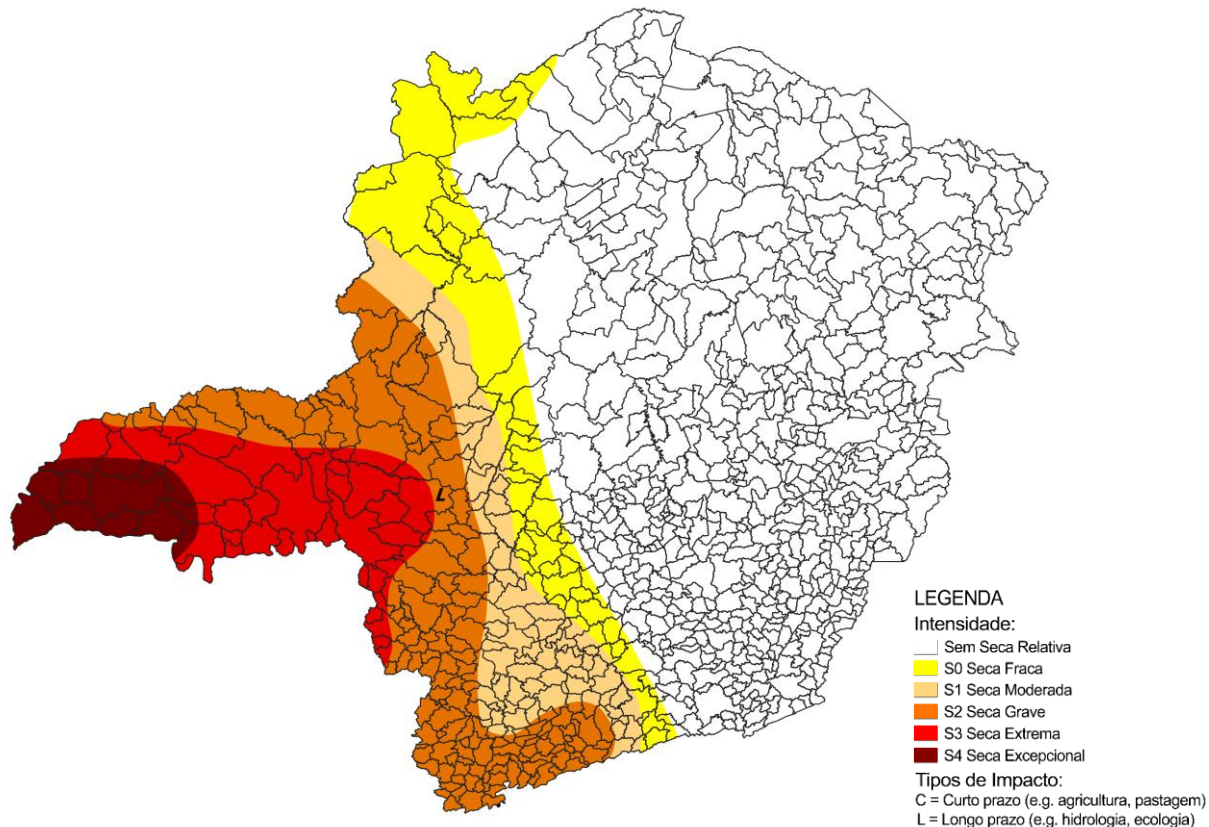 L
LEGENDA
Intensidade:
Sem Seca Relativa
S0 Seca Fraca
S1 Seca Moderada
S2 Seca Grave
S3 Seca Extrema
S4 Seca Excepcional
Tipos de Impacto:
C = Curto prazo (e.g. agricultura, pastagem)
L = Longo prazo (e.g. hidrologia, ecologia)